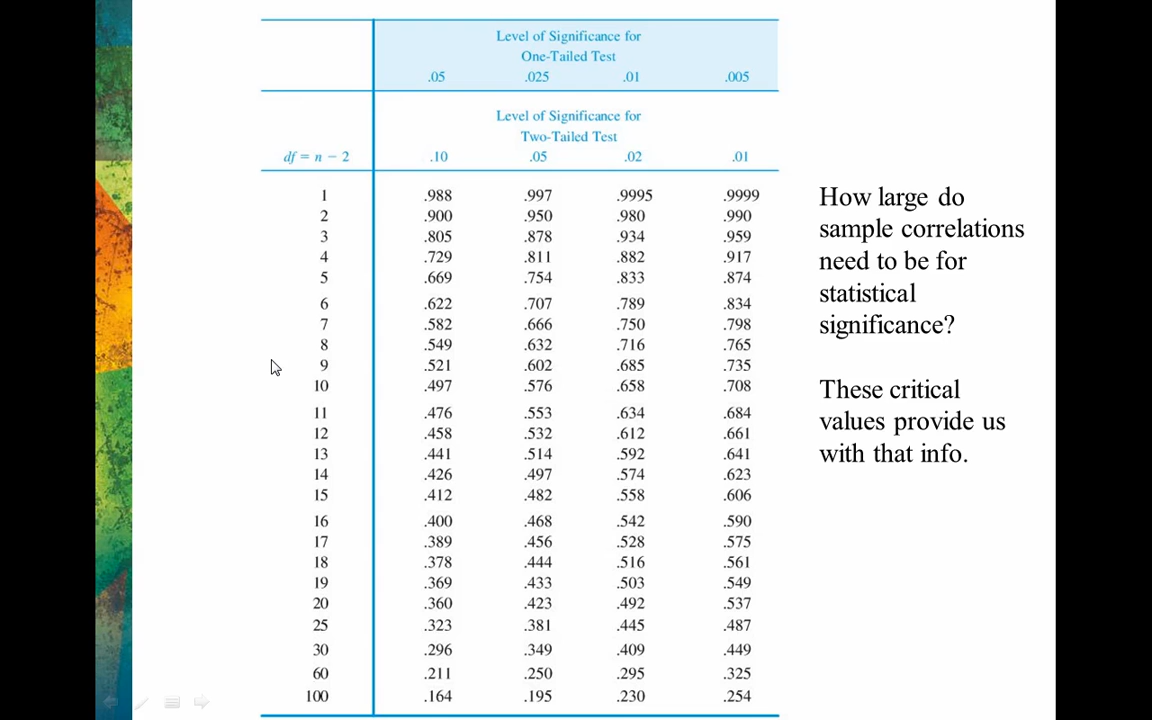 Level of Significance for
One-Tailed Test
.05 .025 .01 .005
Level of Significance for
Two-Tailed Test
df = n − 2 .10 .05 .02 .01
1 .988 .997 .9995 .9999
2 .900 .950 .980 .990
3 .805 .878 .934 .959
4 .729 .811 .882 .917
5 .669 .754 .833 .874
6 .622 .707 .789 .834
7 .582 .666 .750 .798
8 .549 .632 .716 .765
9 .521 .602 .685 .735
10 .497 .576 .658 .708
11 .476 .553 .634 .684
12 .458 .532 .612 .661
13 .441 .514 .592 .641
14 .426 .497 .574 .623
15 .412 .482 .558 .606
16 .400 .468 .542 .590
17 .389 .456 .528 .575
18 .378 .444 .516 .561
19 .369 .433 .503 .549
20 .360 .423 .492 .537
25 .323 .381 .445 .487
30 .296 .349 .409 .449
60 .211 .250 .295 .325
100 .164 .195 .230 .254
How large do
sample correlations
need to be for
statistical
significance?
These critical
values provide us
with that info.